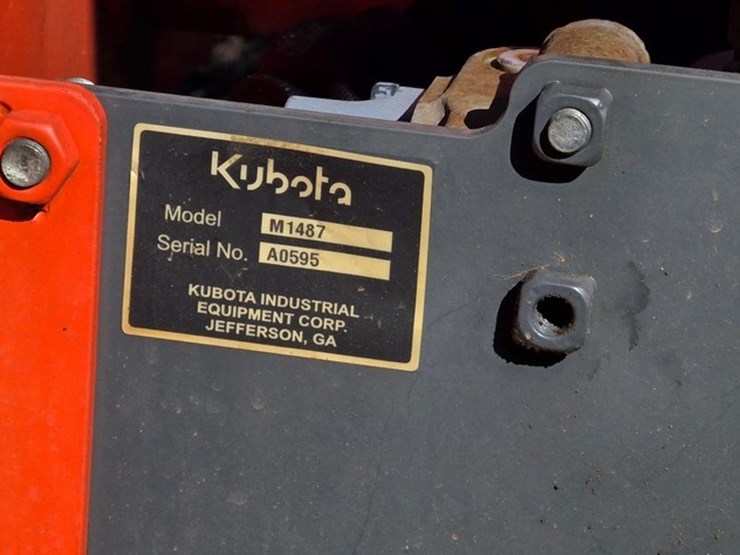 Kubota
Model M1487
Serial No. A0595
KUBOTA INDUSTRIAL
EQUIPMENT CORP.
JEFFERSON, GA